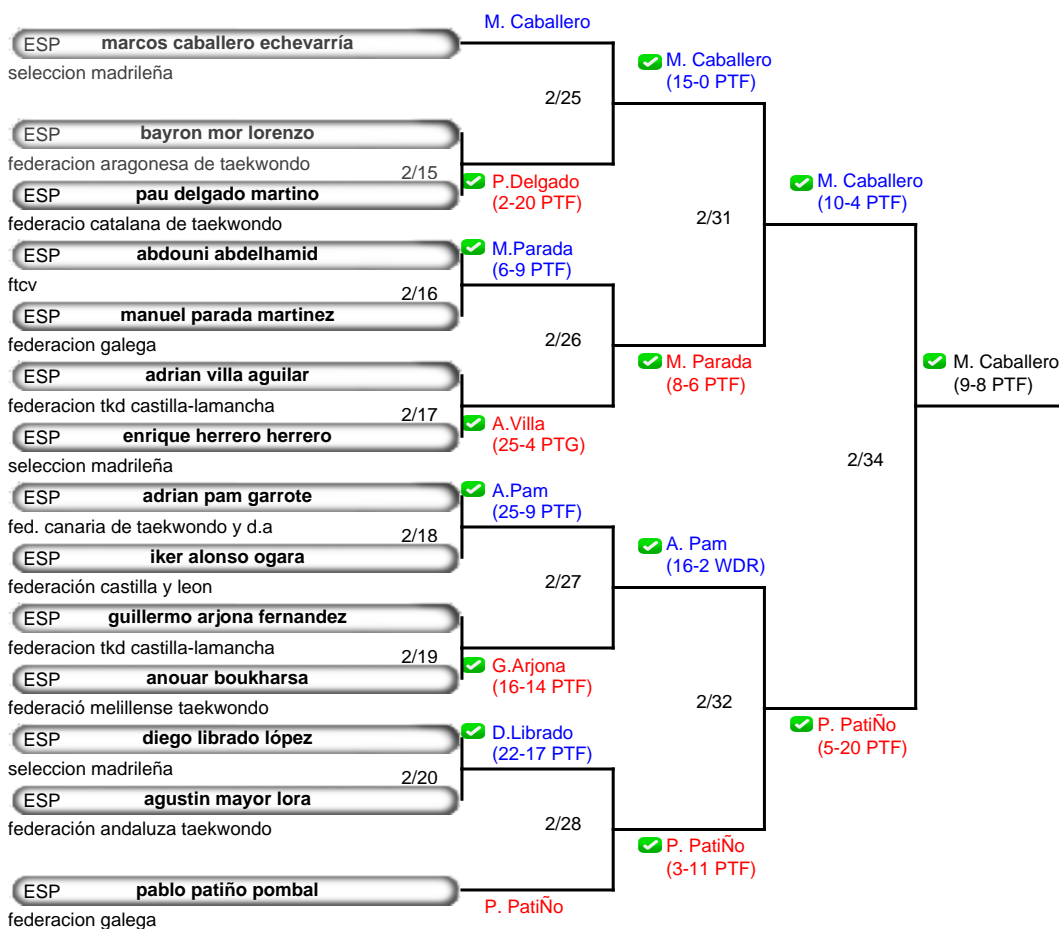 M. Caballero
ESP marcos caballero echevarría
seleccion madrileña
M. Caballero
(15-0 PTF)
2/25
ESP bayron mor lorenzo
federacion aragonesa de taekwondo
2/15
P.Delgado
(2-20 PTF)
ESP pau delgado martino
federacio catalana de taekwondo
M. Caballero
(10-4 PTF)
2/31
ESP abdouni abdelhamid
ftcv
M.Parada
(6-9 PTF)
2/16
ESP manuel parada martinez
federacion galega
2/26
M. Parada
(8-6 PTF)
ESP adrian villa aguilar
federacion tkd castilla-lamancha
2/17
A.Villa
(25-4 PTG)
ESP enrique herrero herrero
seleccion madrileña
M. Caballero
(9-8 PTF)
2/34
ESP adrian pam garrote
fed. canaria de taekwondo y d.a
A.Pam
(25-9 PTF)
2/18
ESP iker alonso ogara
federación castilla y leon
A. Pam
(16-2 WDR)
2/27
ESP guillermo arjona fernandez
federacion tkd castilla-lamancha
2/19
G.Arjona
(16-14 PTF)
ESP anouar boukharsa
federació melillense taekwondo
2/32
P. PatiÑo
(5-20 PTF)
ESP diego librado lópez
seleccion madrileña
D.Librado
(22-17 PTF)
2/20
ESP agustin mayor lora
federación andaluza taekwondo
2/28
P. PatiÑo
(3-11 PTF)
ESP pablo patiño pombal
federacion galega
P. PatiÑo